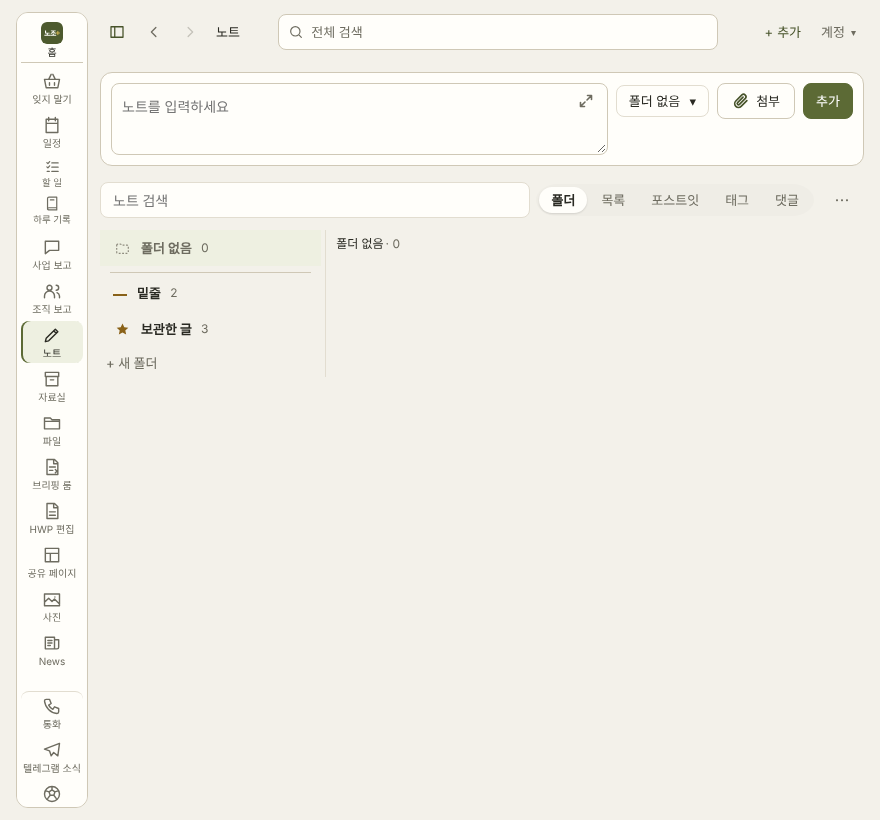 노조+
홈
잊지 말기
일정
할 일
하루 기록
사업 보고
조직 보고
노트
자료실
파일
브리핑 룸
HWP 편집
공유 페이지
사진
News
통화
텔레그램 소식
노트
전체 검색
+ 추가
계정 ▾
노트를 입력하세요
폴더 없음 ▾
첨부
추가
노트 검색
폴더
목록
포스트잇
태그
댓글
...
폴더 없음 0
밑줄 2
보관한 글 3
+ 새 폴더
폴더 없음 · 0